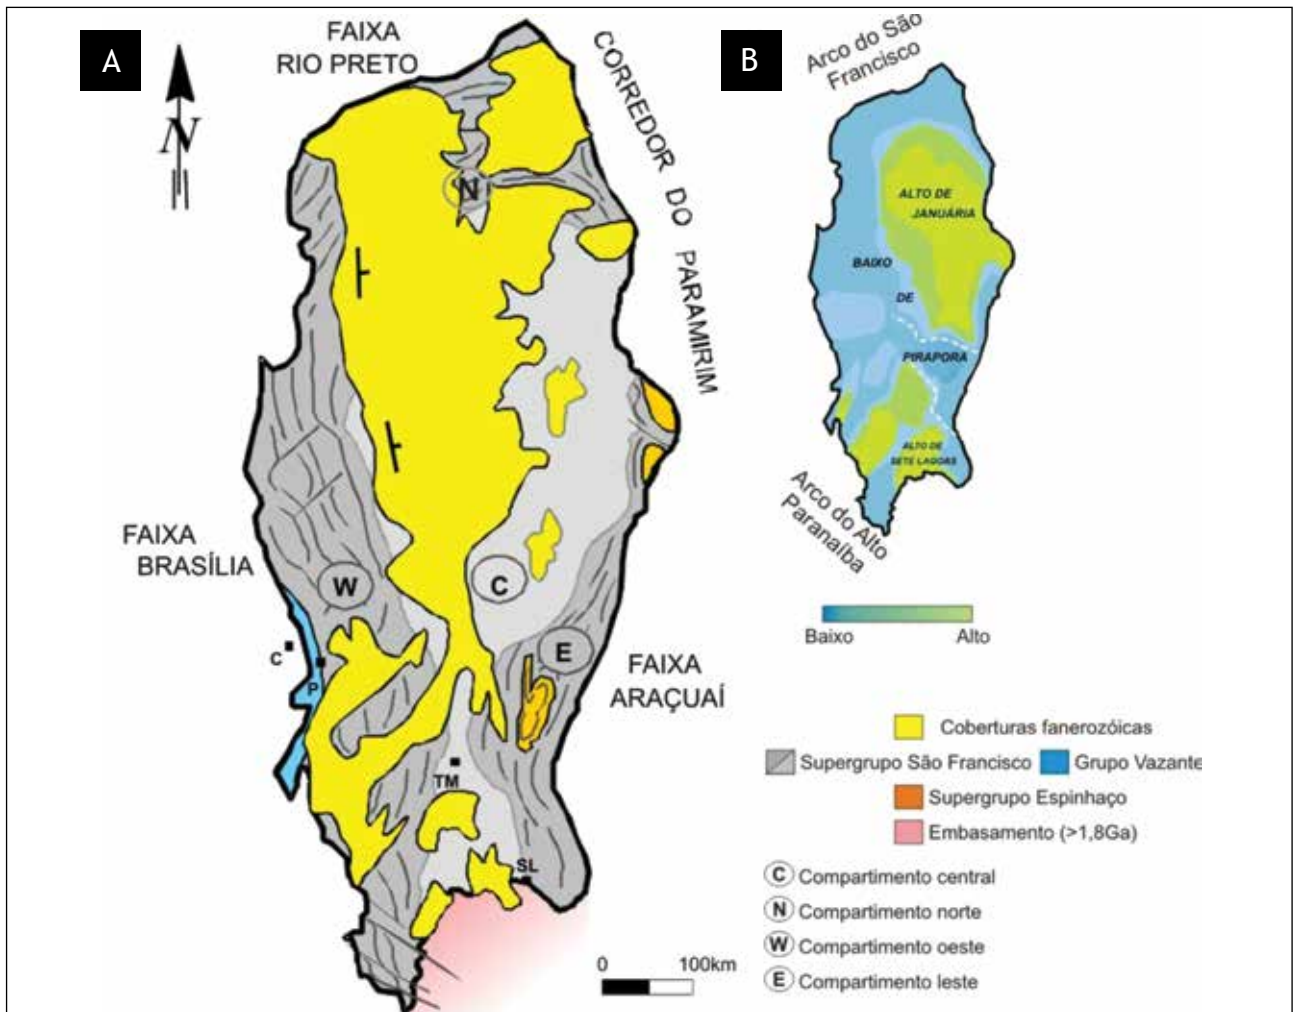 A
N
FAIXA
RIO PRETO
CORREDOR DO PARAMIRIM
N
FAIXA
BRASÍLIA
W
C
E
C
P
FAIXA
ARAÇUAÍ
TM
SL
0 100km
B
Arco do São
Francisco
ALTO DE
JANUÁRIA
BAIXO
DE
PIRAPORA
ALTO DE
SETE LAGOAS
Arco do Alto
Paranaíba
Baixo Alto
Coberturas fanerozóicas
Supergrupo São Francisco
Grupo Vazante
Supergrupo Espinhaço
Embasamento (>1,8Ga)
C Compartimento central
N Compartimento norte
W Compartimento oeste
E Compartimento leste